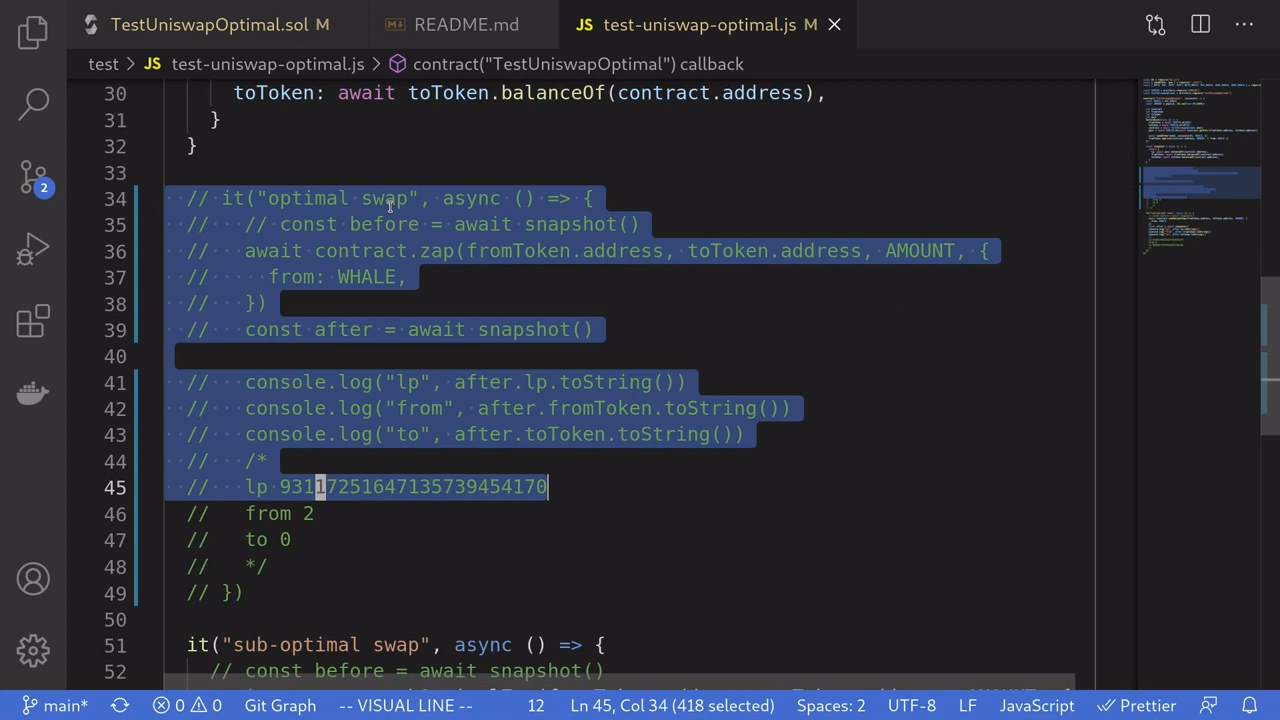 TestUniswapOptimal.sol M
README.md
JS test-uniswap-optimal.js M
test > JS test-uniswap-optimal.js > contract("TestUniswapOptimal") callback
30 toToken: await toToken.balanceOf(contract.address),
31 }
32 }
33
34 // it("optimal swap", async () => {
35 //   // const before = await snapshot()
36 //   await contract.zap romToken.address, toToken.address, AMOUNT, {
37 //     from: WHALE,
38 //   })
39 //   const after = await snapshot()
40
41 //   console.log("lp", after.lp.toString())
42 //   console.log("from", after.fromToken.toString())
43 //   console.log("to", after.toToken.toString())
44 //   /*
45 //   lp 93117251647135739454170
46 //   from 2
47 //   to 0
48 //   */
49 // })
50
51 it("sub-optimal swap", async () => {
52   // const before = await snapshot()
2
main* 0 0 Git Graph -- VISUAL LINE -- 12 Ln 45, Col 34 (418 selected) Spaces: 2 UTF-8 LF JavaScript Prettier